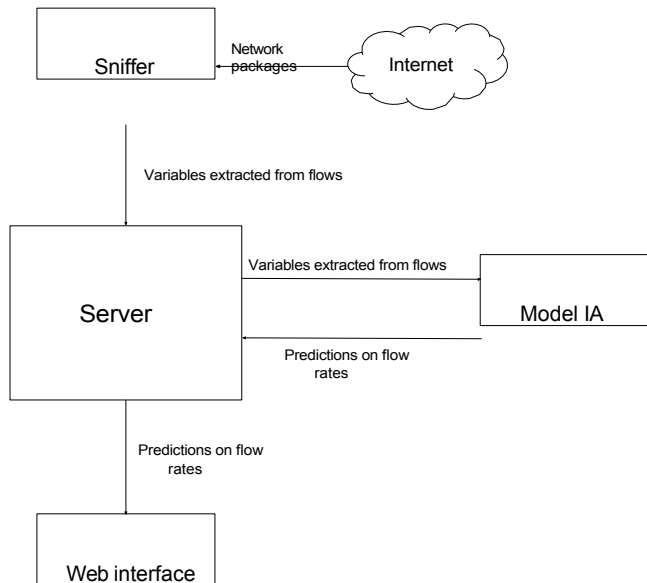 Network
packages
Internet
Sniffer
Variables extracted from flows
Variables extracted from flows
Server
Model IA
Predictions on flow
rates
Predictions on flow
rates
Web interface